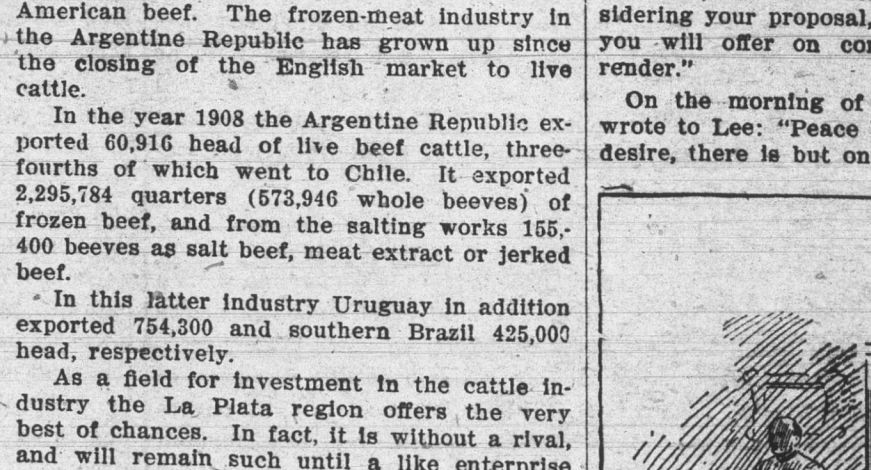 American beef. The frozen-meat industry in
the Argentine Republic has grown up since
the closing of the English market to live
cattle.
In the year 1908 the Argentine Republic ex-
ported 60,916 head of live beef cattle, three-
fourths of which went to Chile. It exported
2,295,784 quarters (573,946 whole beeves) of
frozen beef, and from the salting works 155,-
400 beeves as salt beef, meat extract or jerked
beef.
In this latter industry Uruguay in addition
exported 754,300 and southern Brazil 425,000
head, respectively.
As a field for investment in the cattle in-
dustry the La Plata region offers the very
best of chances. In fact, it is without a rival,
and will remain such until a like enterprise
sidering your proposal,
you will offer on
render."
On the morning of
wrote to Lee: "Peace
desire, there is but